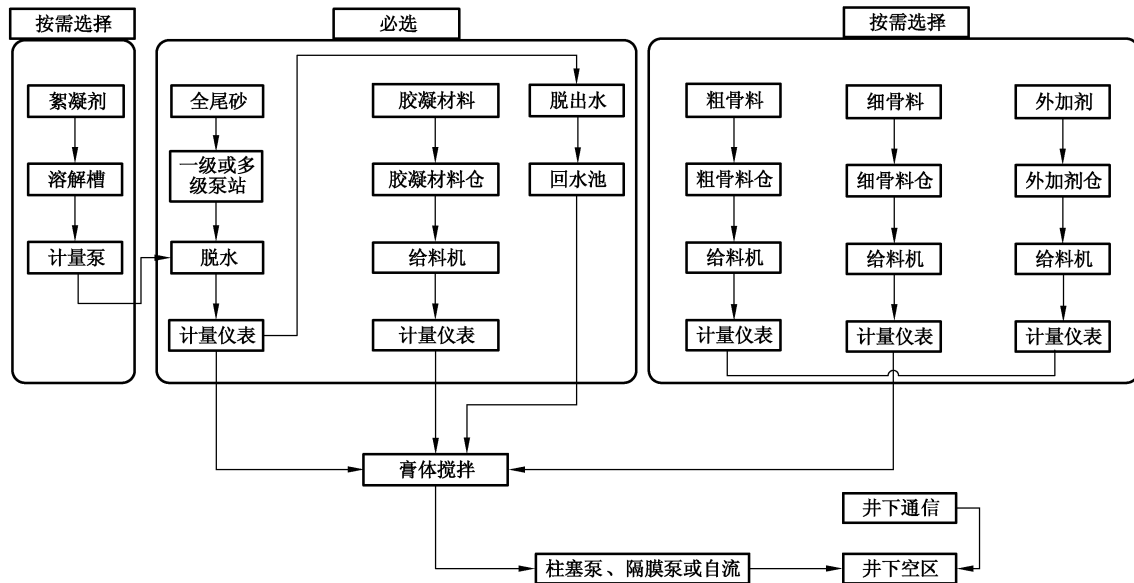 按需选择
必选
按需选择
絮凝剂
全尾砂
胶凝材料
脱出水
粗骨料
细骨料
外加剂
溶解槽
一级或多
级泵站
胶凝材料仓
回水池
粗骨料仓
细骨料仓
外加剂仓
计量泵
脱水
给料机
给料机
给料机
给料机
计量仪表
计量仪表
计量仪表
计量仪表
计量仪表
膏体搅拌
井下通信
柱塞泵、隔膜泵或自流
井下空区